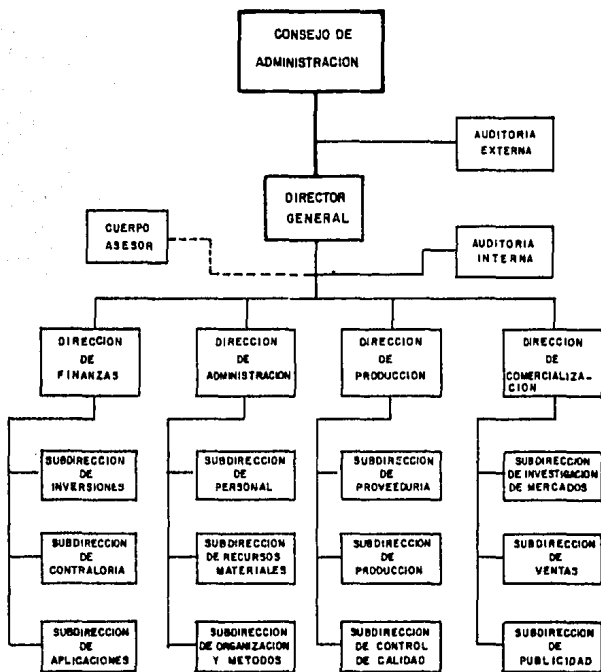 CONSEJO DE
ADMINISTRACION
AUDITORIA
EXTERNA
DIRECTOR
GENERAL
CUERPO
ASESOR
AUDITORIA
INTERNA
DIRECCION
DE
FINANZAS
DIRECCION
DE
ADMINISTRACION
DIRECCION
DE
PRODUCCION
DIRECCION
DE
COMERCIALIZA-
CION
SUBDIRECCION
DE
INVERSIONES
SUBDIRECCION
DE
PERSONAL
SUBDIRECCION
DE
PROVEEDURIA
SUBDIRECCION
DE INVESTIGACION
DE MERCADOS
SUBDIRECCION
DE
CONTRALORIA
SUBDIRECCION
DE RECURSOS
MATERIALES
SUBDIRECCION
DE
PRODUCCION
SUBDIRECCION
DE
VENTAS
SUBDIRECCION
DE
APLICACIONES
SUBDIRECCION
DE ORGANIZACION
Y METODOS
SUBDIRECCION
DE CONTROL
DE CALIDAD
SUBDIRECCION
DE
PUBLICIDAD